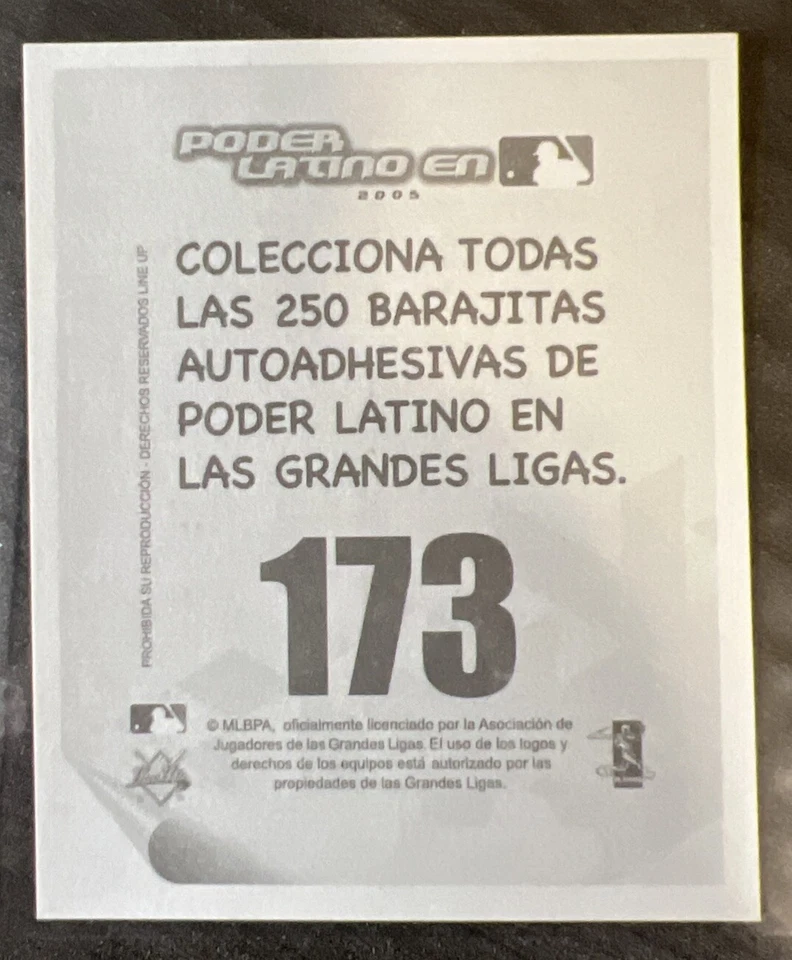 PODER
LATINO EN
2005
COLECCIONA TODAS
LAS 250 BARAJITAS
AUTOADHESIVAS DE
PODER LATINO EN
LAS GRANDES LIGAS.
PROHIBIDA SU REPRODUCCIÓN - DERECHOS RESERVADOS LINE UP
173
© MLBPA, oficialmente licenciado por la Asociación de
Jugadores de las Grandes Ligas. El uso de los logos y
derechos de los equipos está autorizado por las
propiedades de las Grandes Ligas.